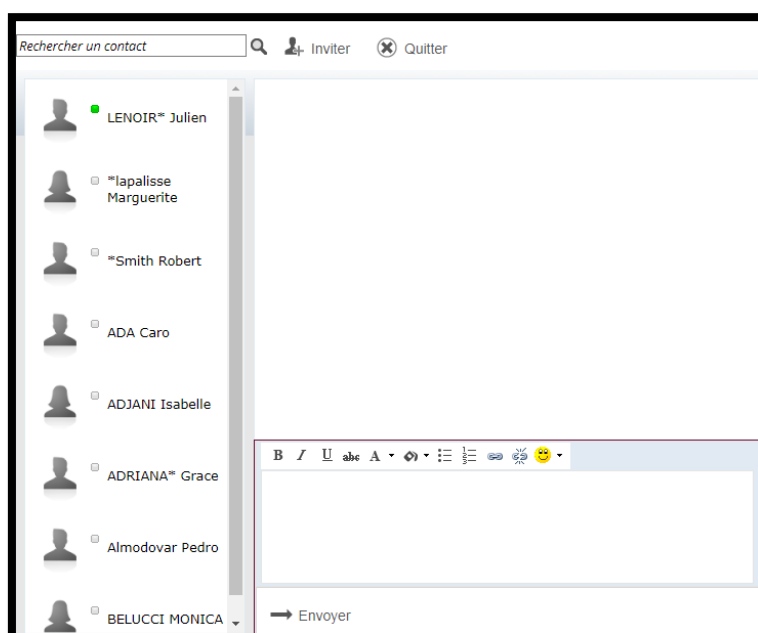 Rechercher un contact
Inviter
Quitter
LENOIR* Julien
*lapalisse
Marguerite
*Smith Robert
ADA Caro
ADJANI Isabelle
ADRIANA* Grace
Almodovar Pedro
BELUCCI MONICA
B I U abc A
Envoyer